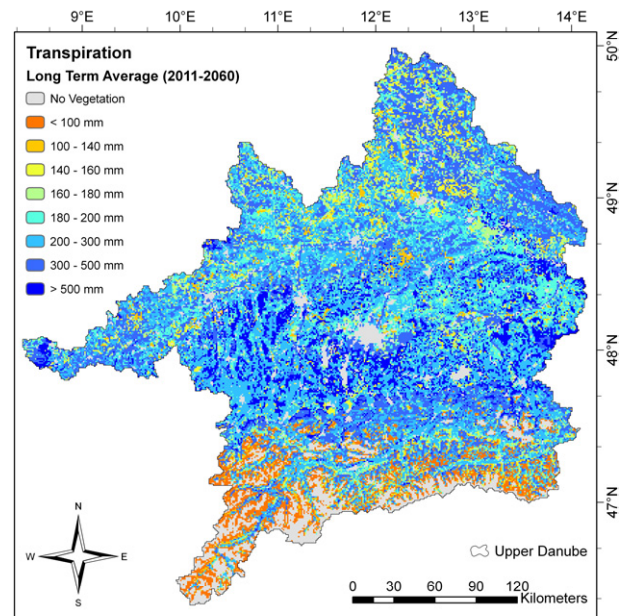 9°E 10°E 11°E 12°E 13°E 14°E
Transpiration
Long Term Average (2011-2060)
No Vegetation
< 100 mm
100 - 140 mm
140 - 160 mm
160 - 180 mm
180 - 200 mm
200 - 300 mm
300 - 500 mm
> 500 mm
50°N
49°N
48°N
47°N
N
W E
S
Upper Danube
0 15 30 60 90 120
Kilometers